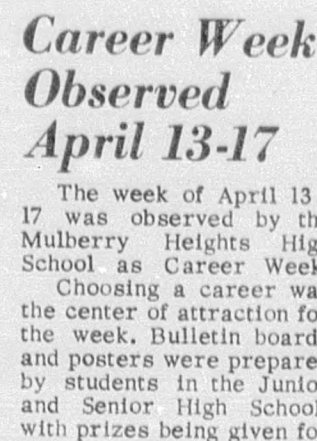 Career Week
Observed
April 13-17
The week of April 13
17 was observed by th
Mulberry Heights Hig
School as Career Week
Choosing a career wa
the center of attraction fo
the week. Bulletin board
and posters were prepare
by students in the Junio
and Senior High School
with prizes being given fo